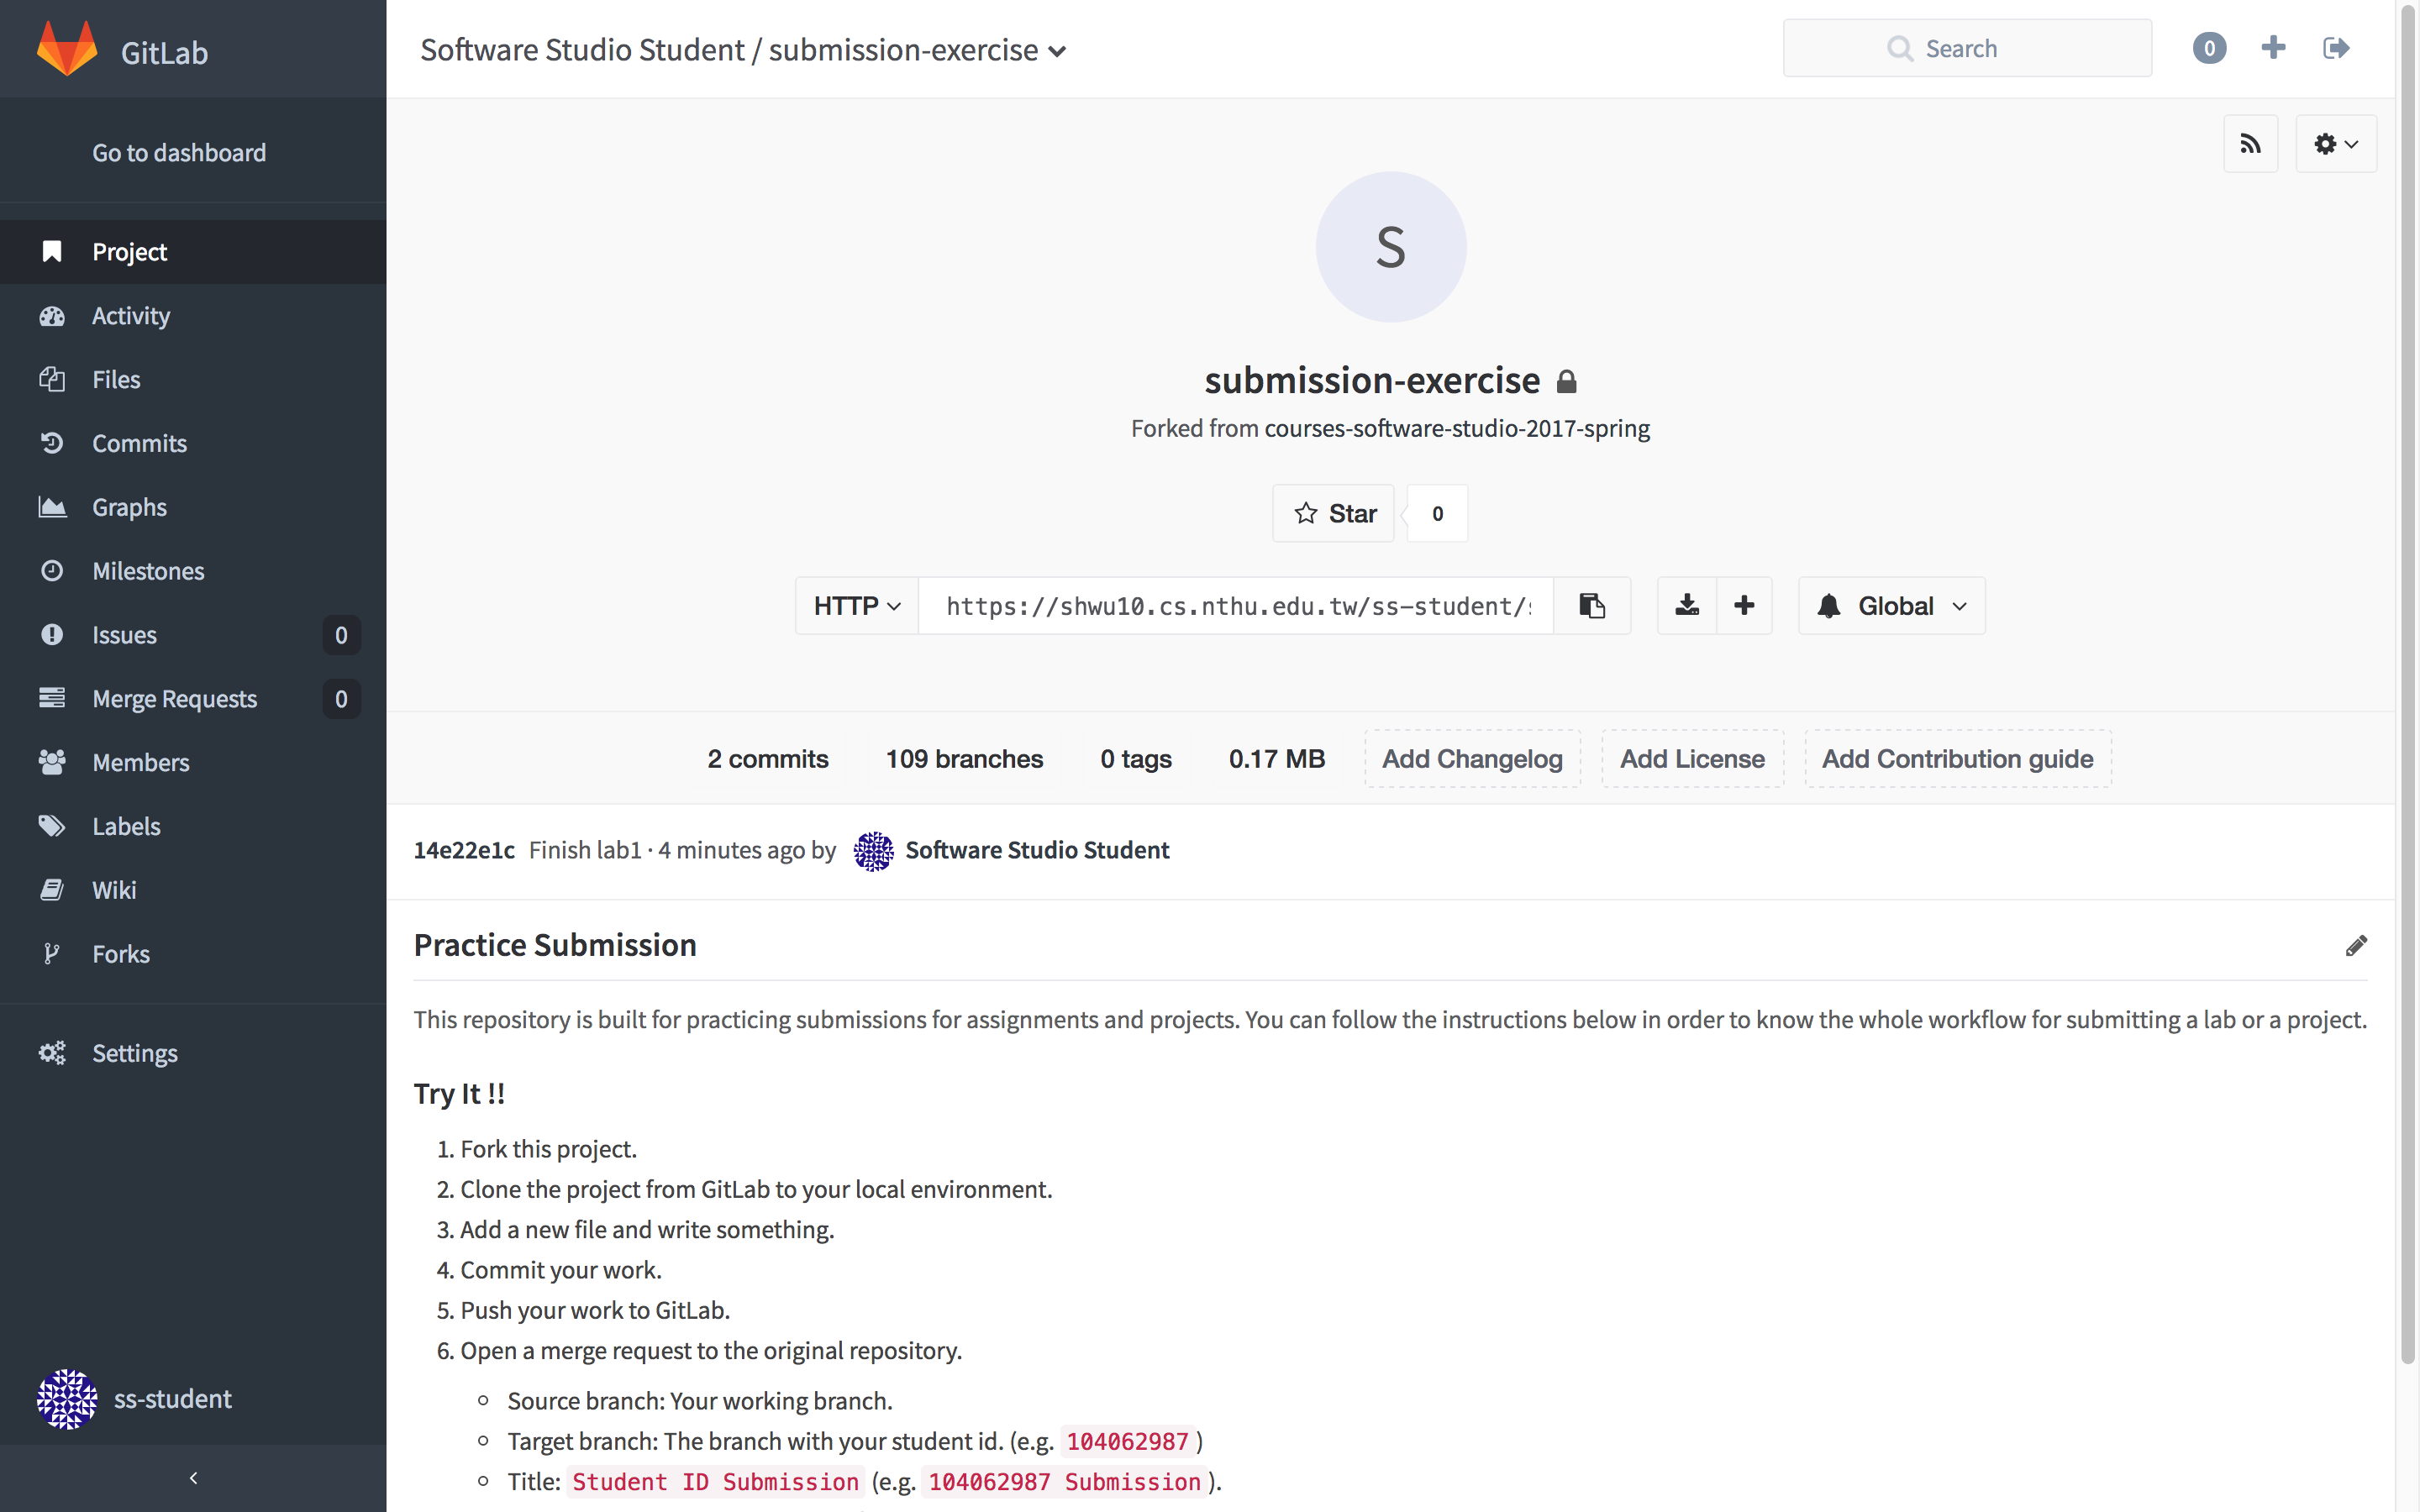 GitLab
Software Studio Student / submission-exercise
Search
0
Go to dashboard
Project
Activity
Files
Commits
Graphs
Milestones
Issues 0
Merge Requests 0
Members
Labels
Wiki
Forks
Settings
ss-student
S
submission-exercise
Forked from courses-software-studio-2017-spring
Star 0
HTTP https://shwu10.cs.nthu.edu.tw/ss-student/ Global
2 commits 109 branches 0 tags 0.17 MB Add Changelog Add License Add Contribution guide
14e22e1c Finish lab1 · 4 minutes ago by Software Studio Student
Practice Submission
This repository is built for practicing submissions for assignments and projects. You can follow the instructions below in order to know the whole workflow for submitting a lab or a project.
Try It !!
1. Fork this project.
2. Clone the project from GitLab to your local environment.
3. Add a new file and write something.
4. Commit your work.
5. Push your work to GitLab.
6. Open a merge request to the original repository.
Source branch: Your working branch.
Target branch: The branch with your student id. (e.g. 104062987 )
Title: Student ID Submission (e.g. 104062987 Submission ).